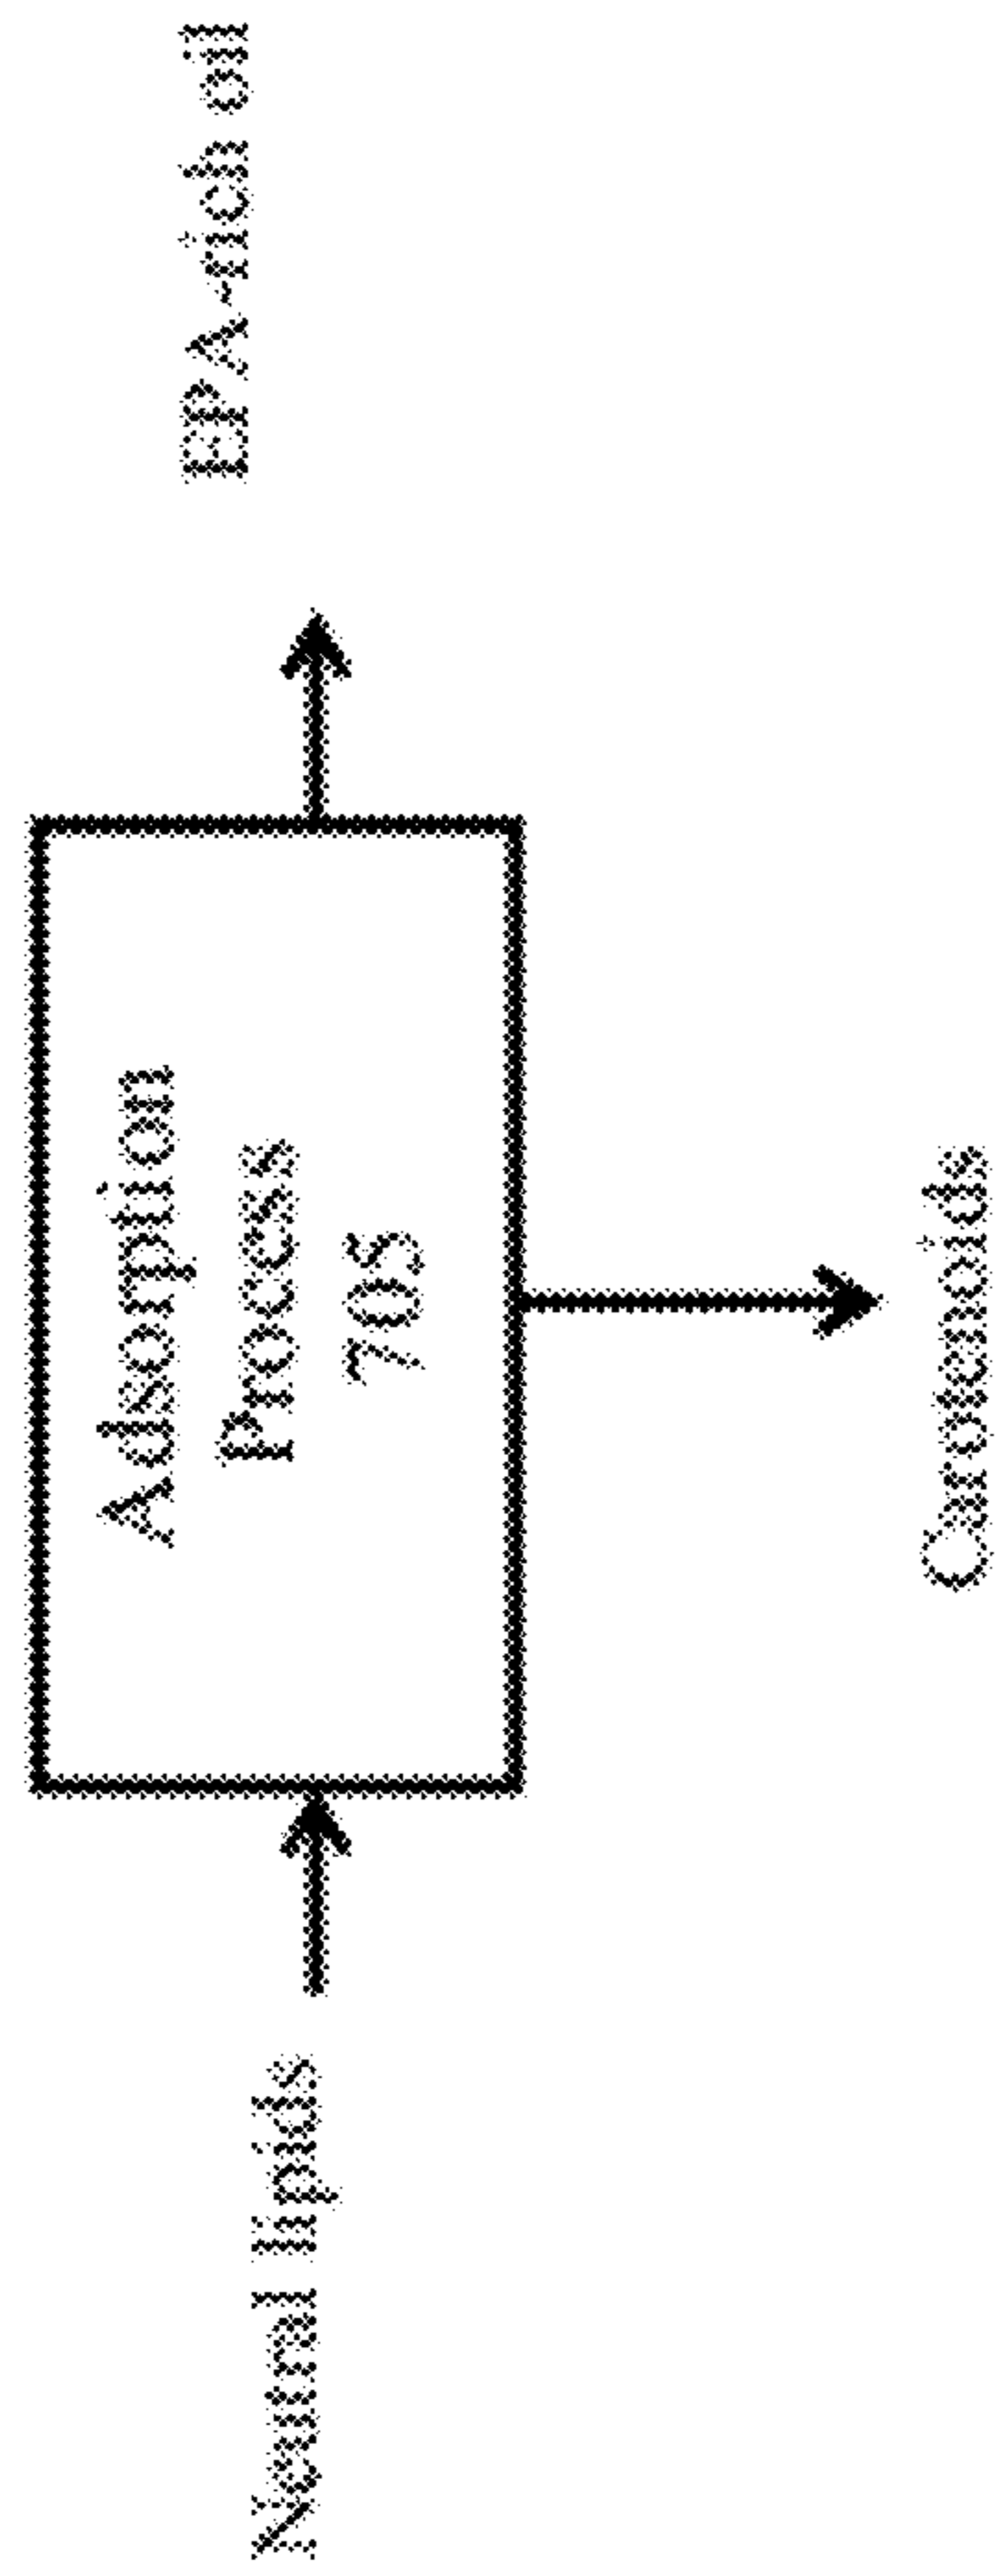 Neutral lipids
Adsorption
Process
705
EPA-rich oil
Carotenoids